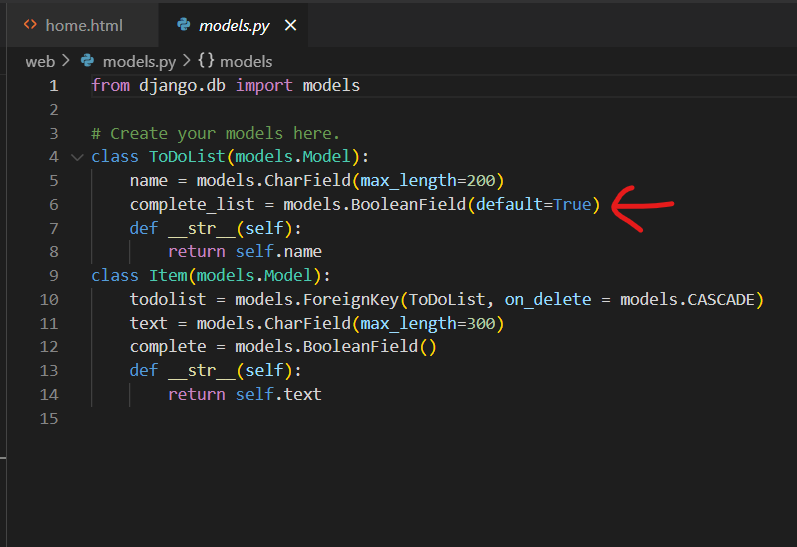 home.html models.py
web > models.py > {} models
1 from django.db import models
2
3 # Create your models here.
4 class ToDoList(models.Model):
5     name = models.CharField(max_length=200)
6     complete_list = models.BooleanField(default=True)
7     def __str__(self):
8         return self.name
9 class Item(models.Model):
10     todolist = models.ForeignKey(ToDoList, on_delete = models.CASCADE)
11     text = models.CharField(max_length=300)
12     complete = models.BooleanField()
13     def __str__(self):
14         return self.text
15